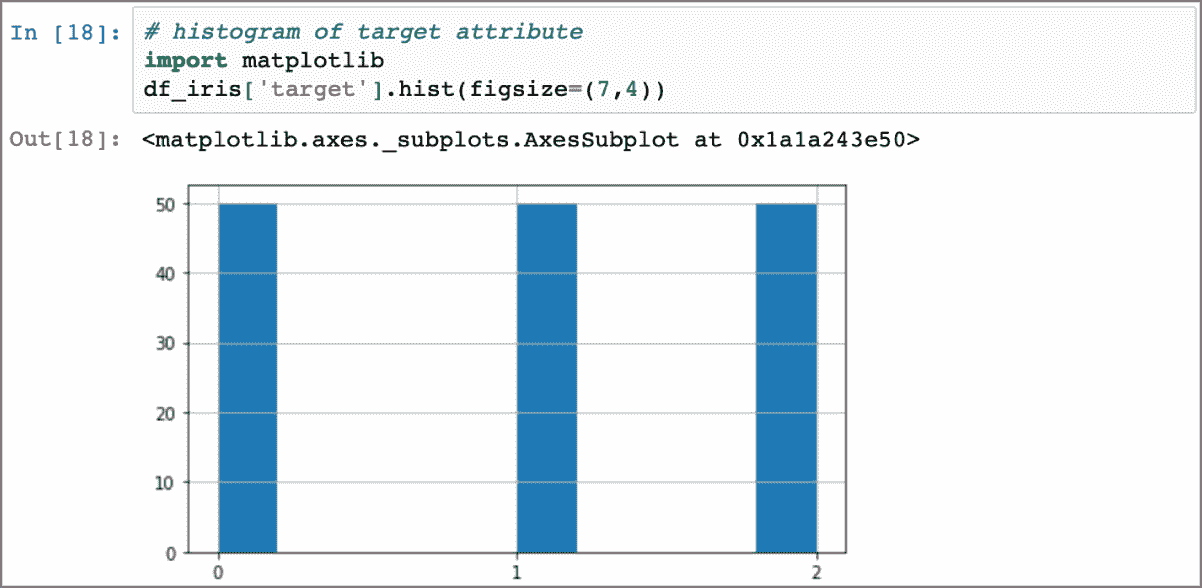 In [18]: # histogram of target attribute
import matplotlib
df_iris['target'].hist(figsize=(7,4))
Out[18]: <matplotlib.axes._subplots.AxesSubplot at 0x1a1a243e50>
50
40
30
20
10
0
0 1 2